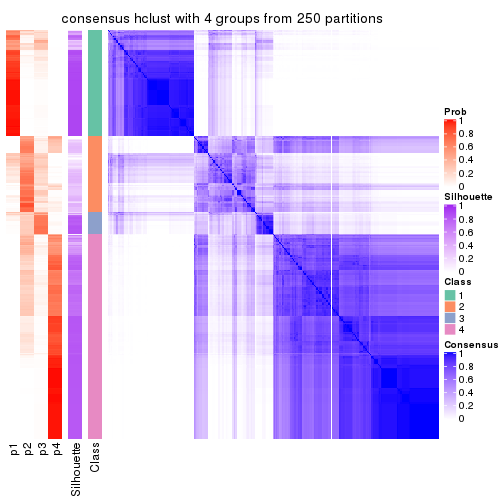 consensus hclust with 4 groups from 250 partitions
Prob
1
0.8
0.6
0.4
0.2
0
Silhouette
1
0.8
0.6
0.4
0.2
0
Class
1
2
3
4
Consensus
1
0.8
0.6
0.4
0.2
0
p1
p2
p3
p4
Silhouette
Class